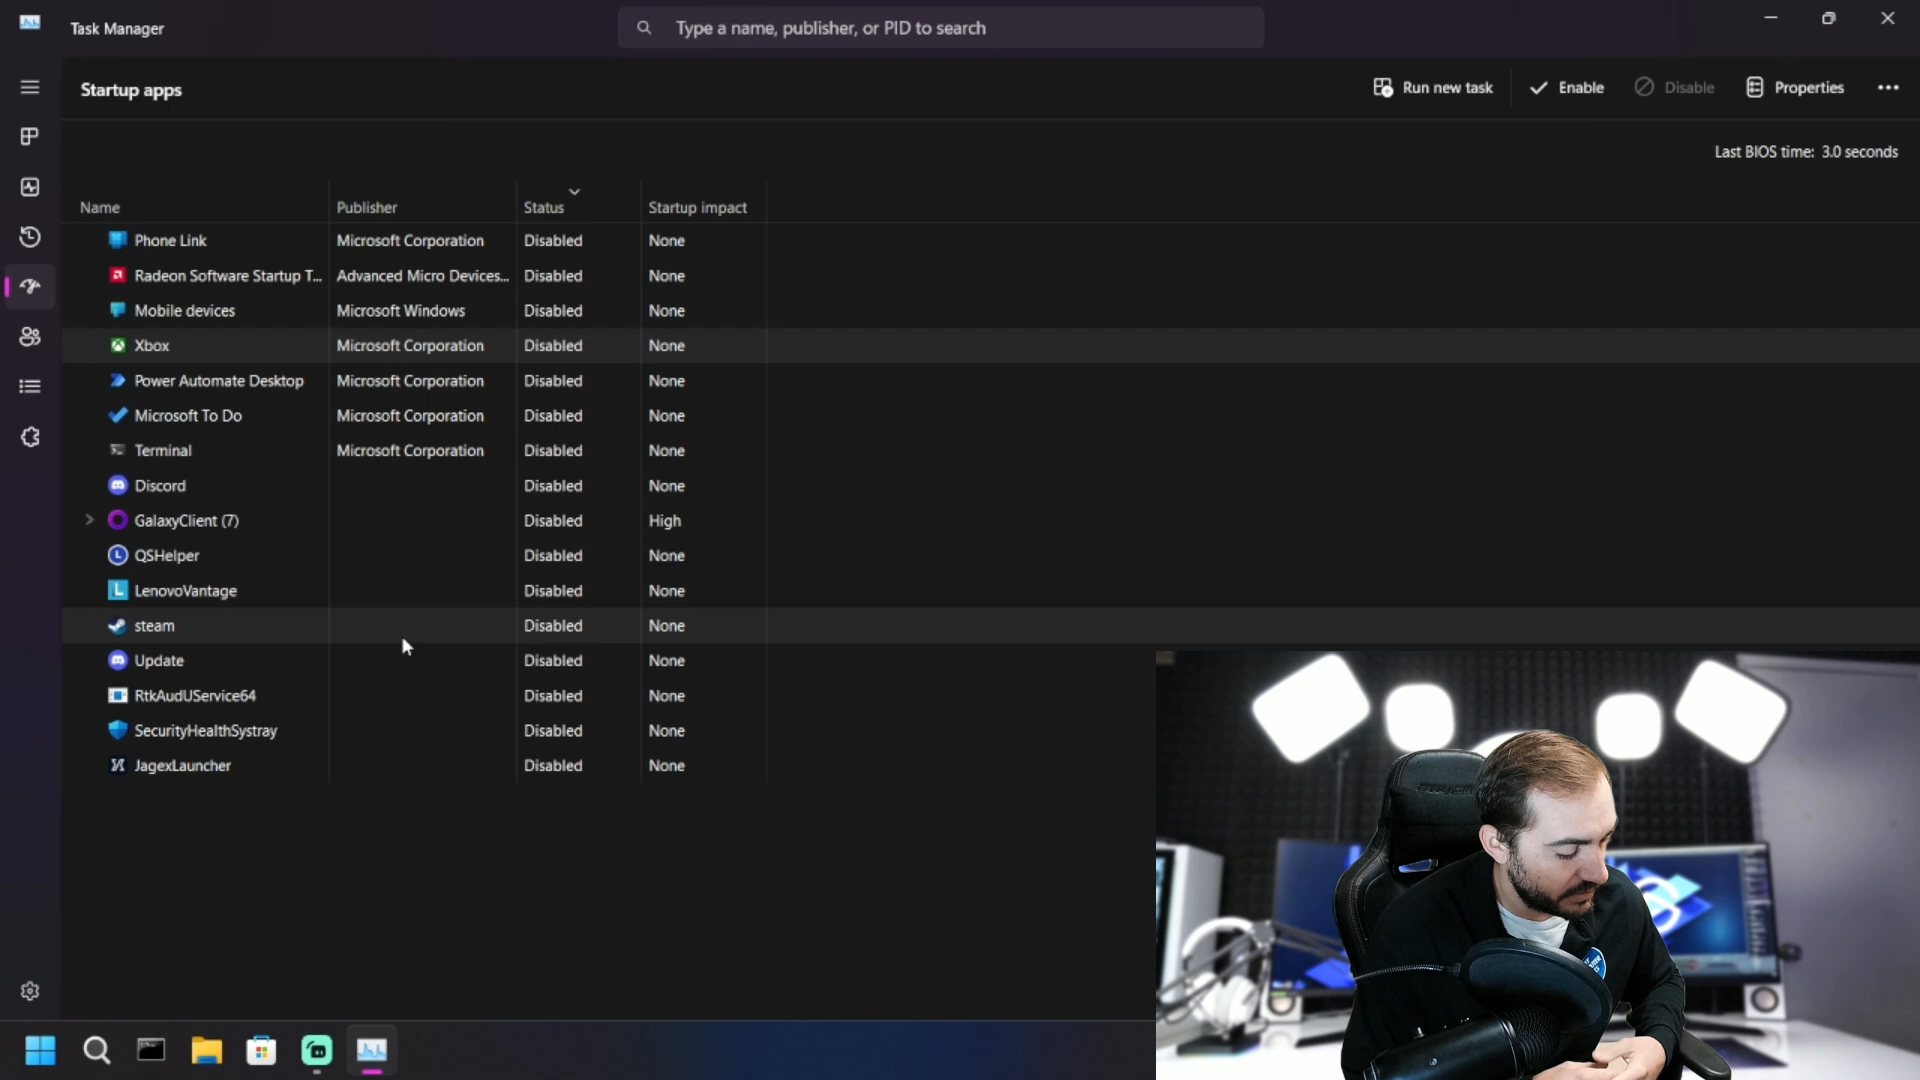 Task Manager
Type a name, publisher, or PID to search
Startup apps
Run new task
Enable
Disable
Properties
Last BIOS time: 3.0 seconds
Name Publisher Status Startup impact
Phone Link Microsoft Corporation Disabled None
Radeon Software Startup T... Advanced Micro Devices... Disabled None
Mobile devices Microsoft Windows Disabled None
Xbox Microsoft Corporation Disabled None
Power Automate Desktop Microsoft Corporation Disabled None
Microsoft To Do Microsoft Corporation Disabled None
Terminal Microsoft Corporation Disabled None
Discord Disabled None
GalaxyClient (7) Disabled High
QSHelper Disabled None
LenovoVantage Disabled None
steam Disabled None
Update Disabled None
RtkAudUService64 Disabled None
SecurityHealthSystray Disabled None
JagexLauncher Disabled None